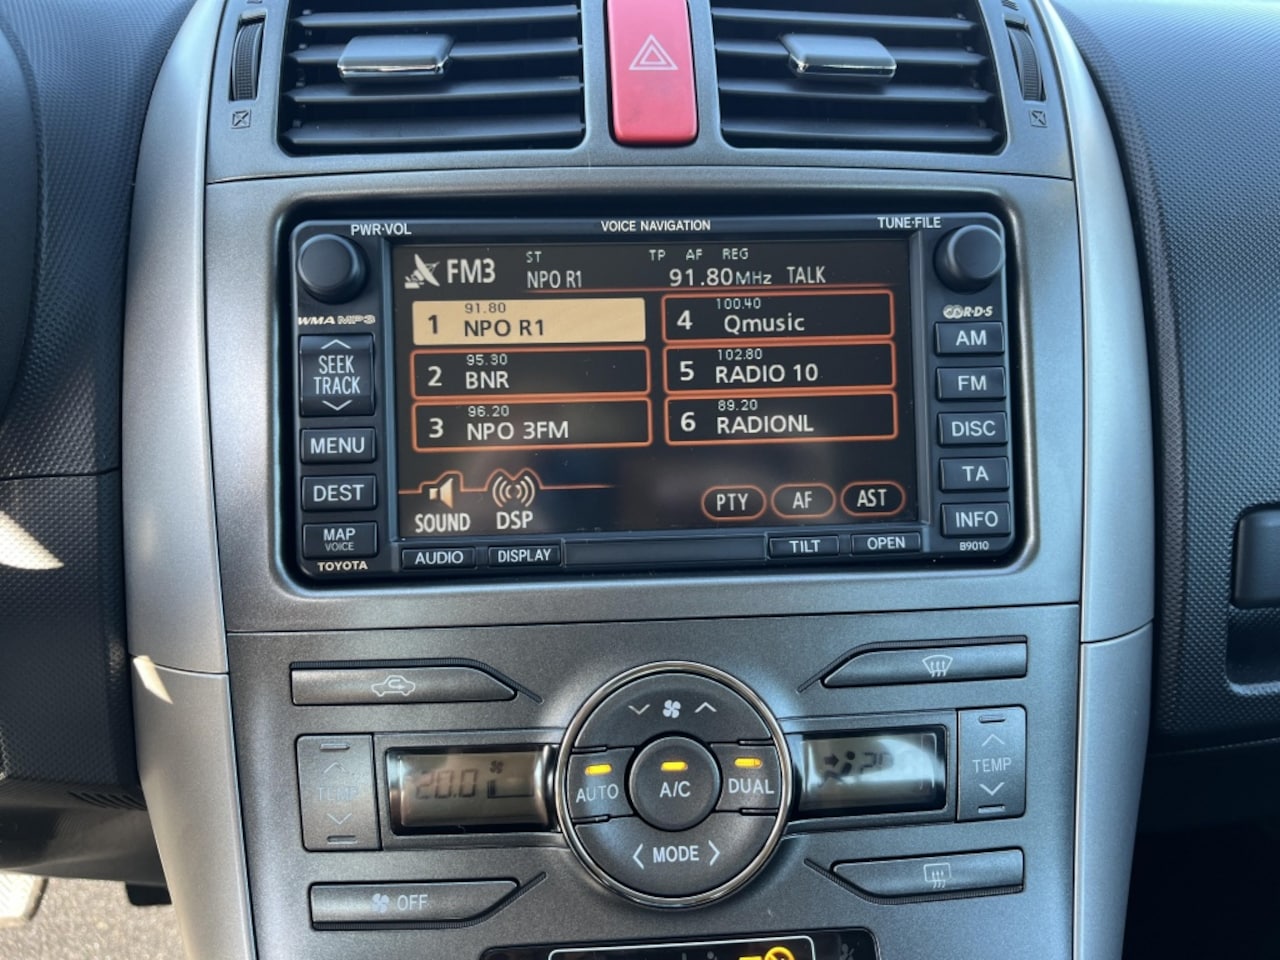 PWR·VOL
VOICE NAVIGATION
TUNE·FILE
FM3
ST
NPO R1
TP AF REG
91.80MHz TALK
1 91.80 NPO R1
2 95.30 BNR
3 96.20 NPO 3FM
4 100.40 Qmusic
5 102.80 RADIO 10
6 89.20 RADIONL
SOUND
DSP
PTY
AF
AST
WMA MP3
SEEK
TRACK
MENU
DEST
MAP
VOICE
TOYOTA
R·D·S
AM
FM
DISC
TA
INFO
B9010
AUDIO
DISPLAY
TILT
OPEN
TEMP
20.0
AUTO
A/C
DUAL
MODE
TEMP
OFF